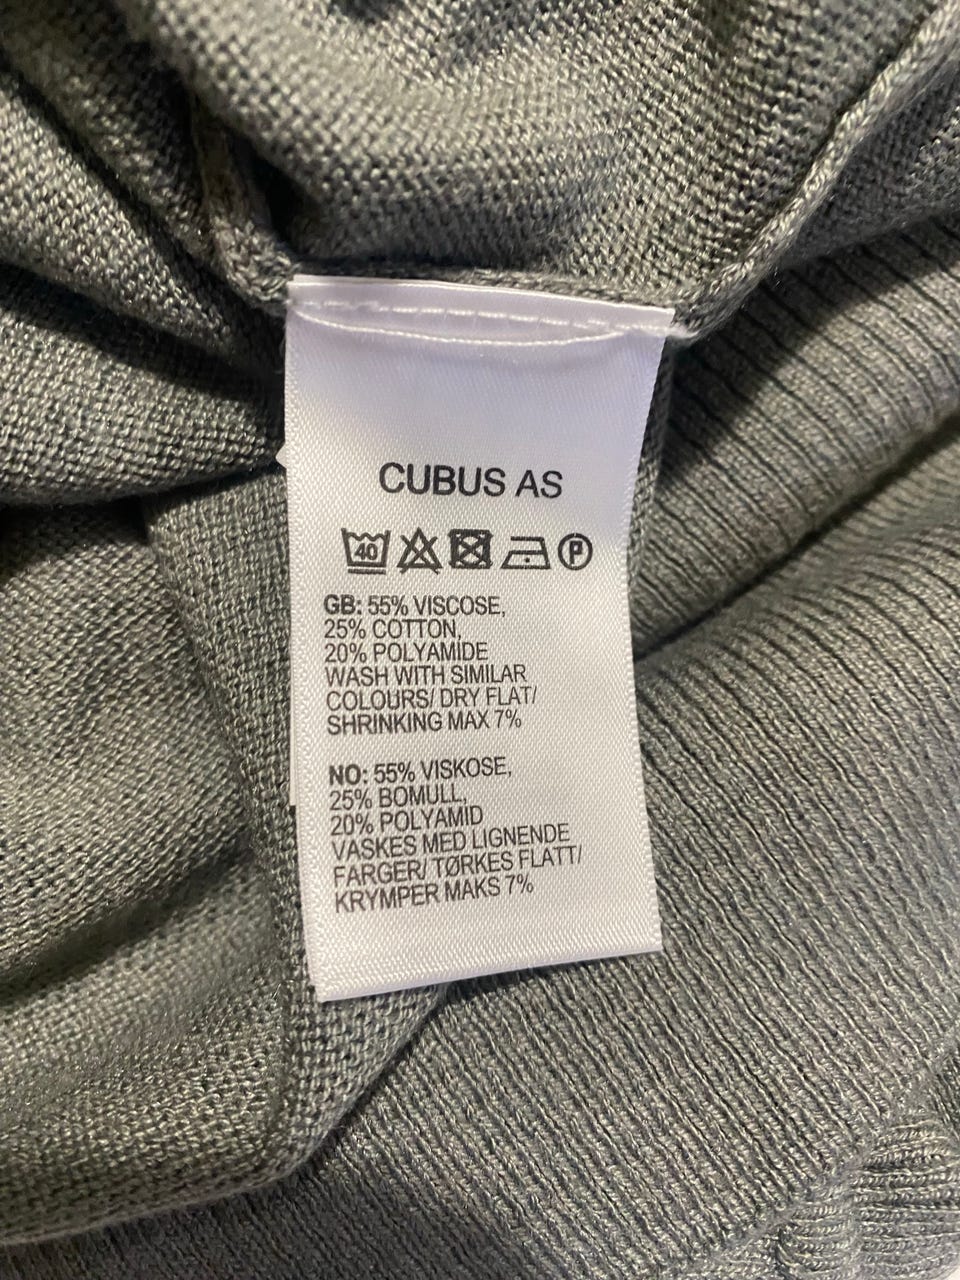 CUBUS AS
40 P
GB: 55% VISCOSE,
25% COTTON,
20% POLYAMIDE
WASH WITH SIMILAR
COLOURS/ DRY FLAT/
SHRINKING MAX 7%
NO: 55% VISKOSE,
25% BOMULL,
20% POLYAMID
VASKES MED LIGNENDE
FARGER/ TØRKES FLATT/
KRYMPER MAKS 7%